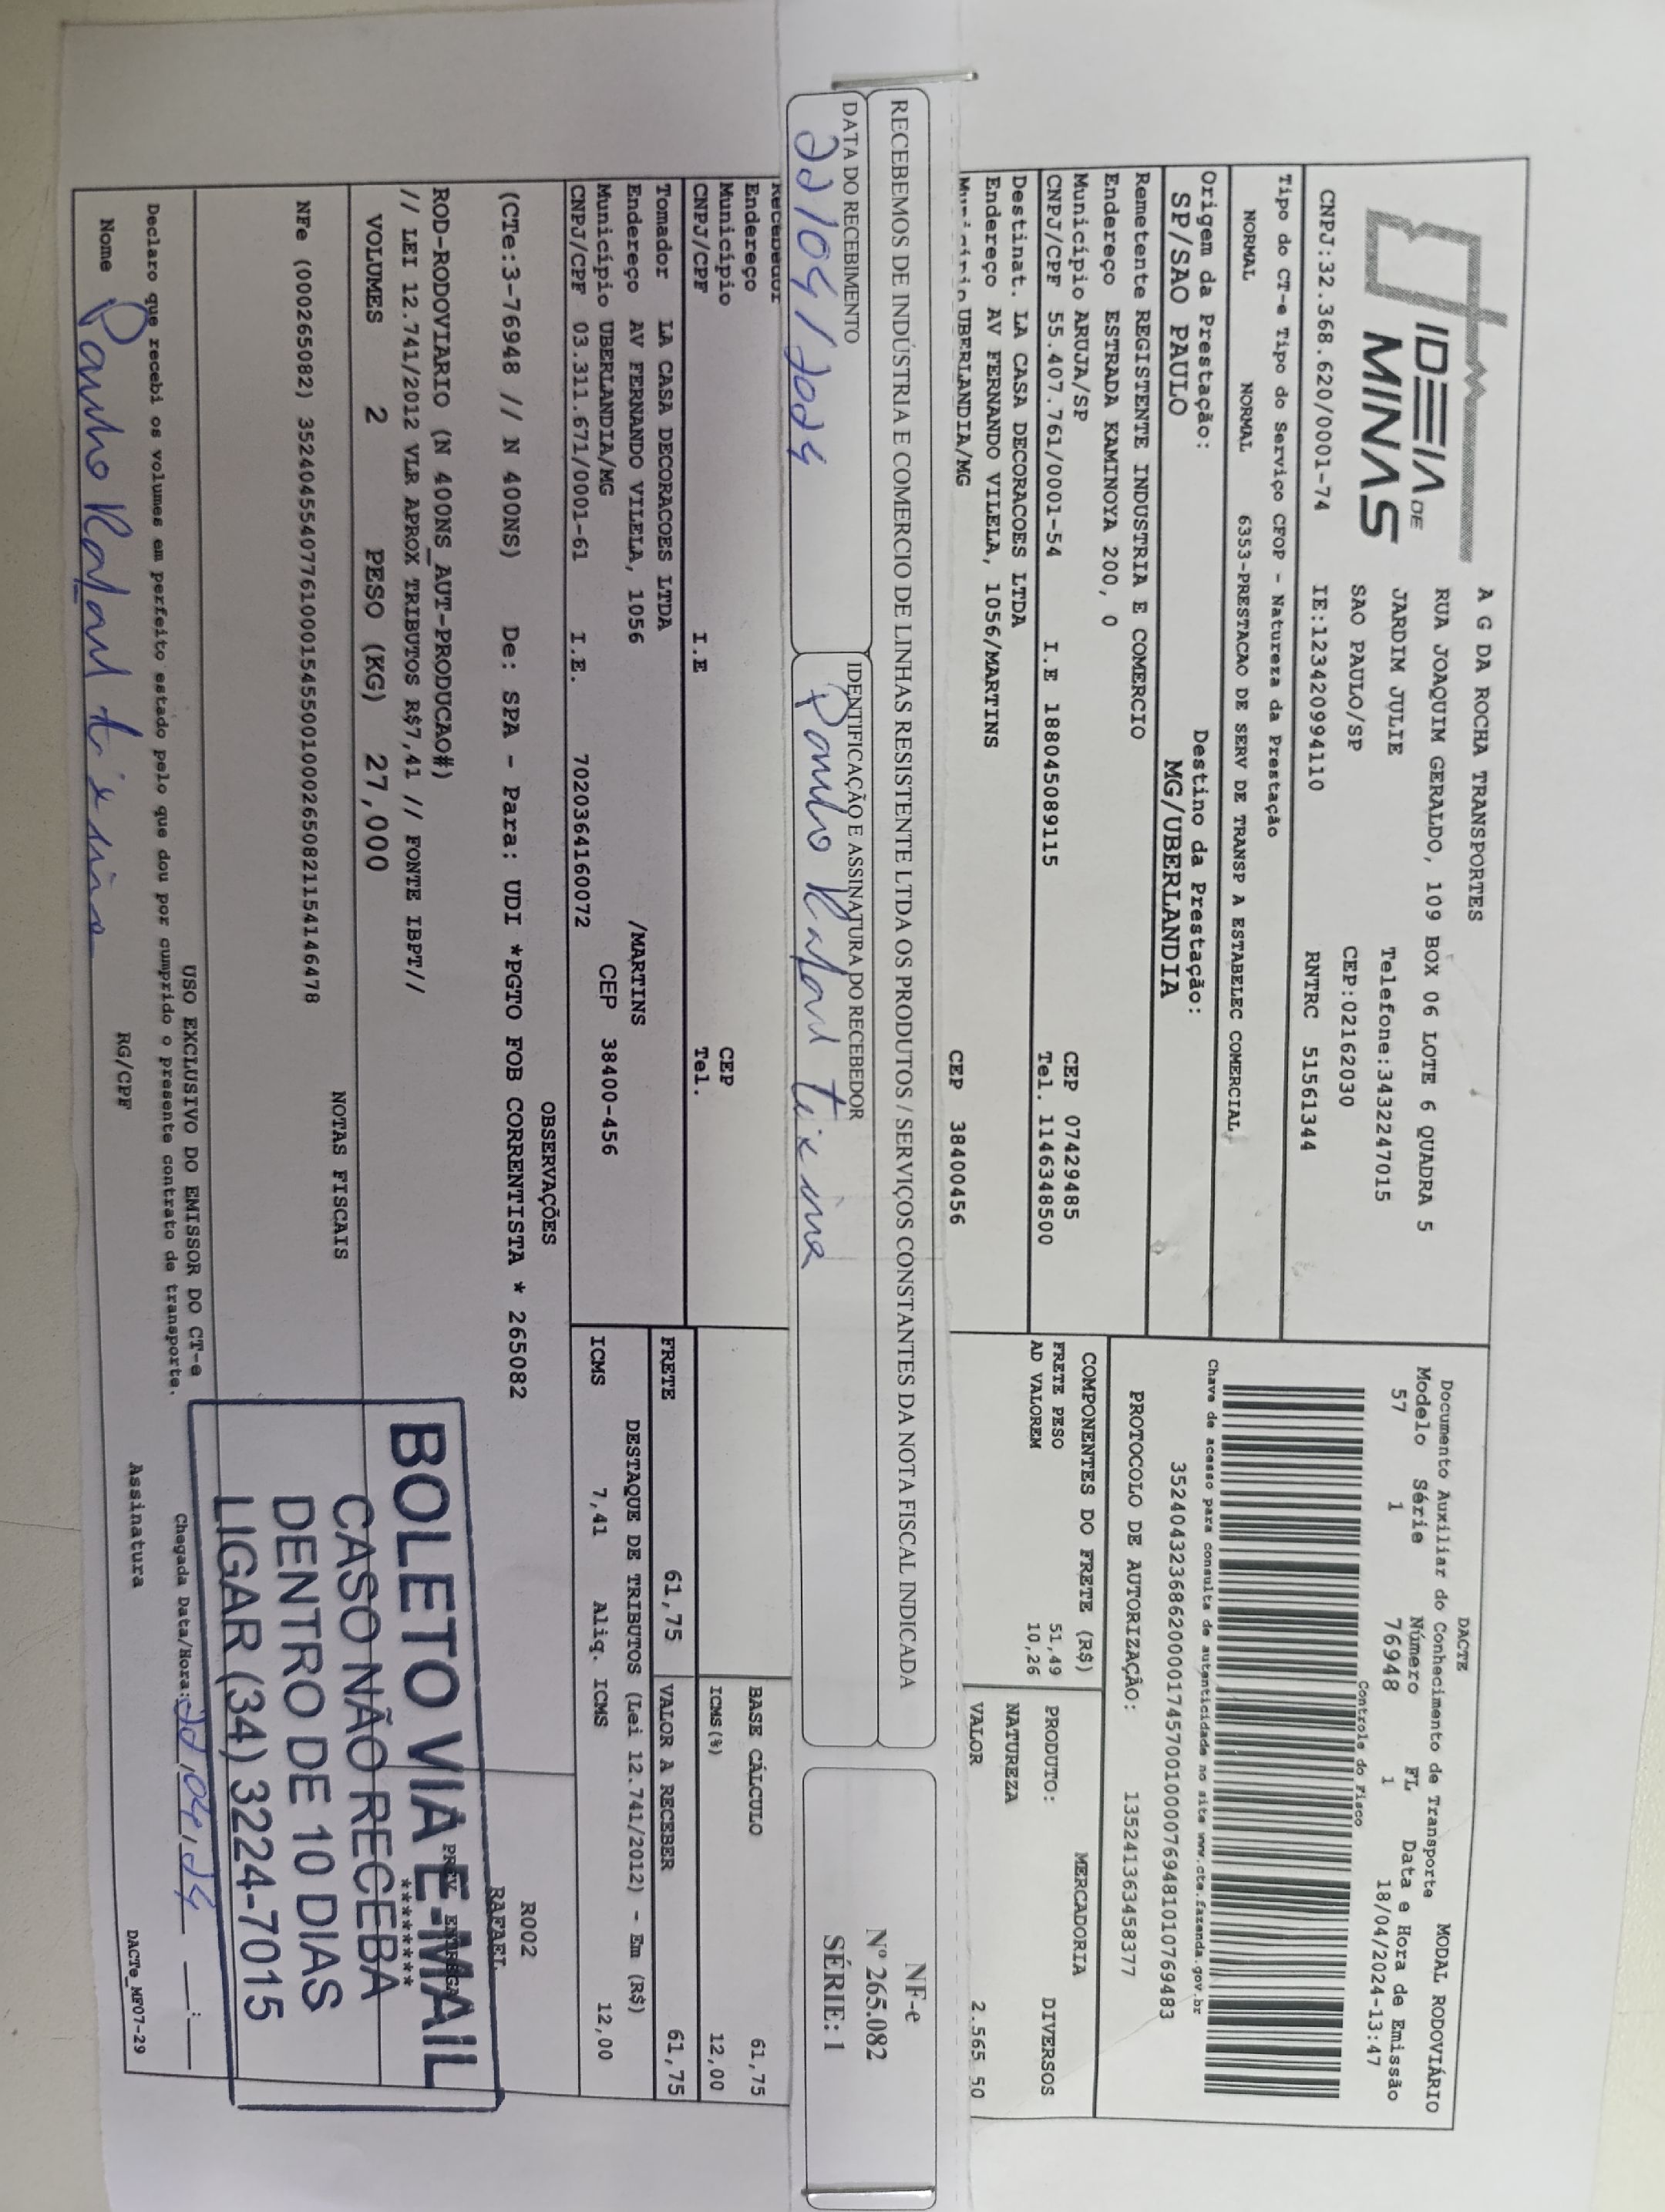 IDEIA DE
MINAS
A G DA ROCHA TRANSPORTES
RUA JOAQUIM GERALDO, 109 BOX 06 LOTE 6 QUADRA 5
JARDIM JULIE
Telefone:3432247015
SAO PAULO/SP
CEP:02162030
CNPJ:32.368.620/0001-74
IE:123420994110
RNTRC 51561344
DACTE
Documento Auxiliar do Conhecimento de Transporte
MODAL RODOVIÁRIO
Modelo Série Número FL Data e Hora de Emissão
57 1 76948 1 18/04/2024-13:47
Controle do Fisco
Tipo do CT-e Tipo do Serviço CFOP - Natureza da Prestação
NORMAL NORMAL 6353-PRESTACAO DE SERV DE TRANSP A ESTABELEC COMERCIAL
Chave de acesso para consulta de autenticidade no site www.cte.fazenda.gov.br
35240432368620000174570010000769481010769483
Origem da Prestação: Destino da Prestação:
SP/SAO PAULO MG/UBERLANDIA
PROTOCOLO DE AUTORIZAÇÃO: 135241363458377
Remetente REGISTENTE INDUSTRIA E COMERCIO
Endereço ESTRADA KAMINOYA 200, 0
Município ARUJA/SP CEP 07429485
CNPJ/CPF 55.407.761/0001-54 I.E 188045089115 Tel. 1146348500
COMPONENTES DO FRETE (R$)
FRETE PESO 51,49
AD VALOREM 10,26
MERCADORIA
PRODUTO: DIVERSOS
NATUREZA
VALOR 2.565 50
Destinat. LA CASA DECORACOES LTDA
Endereço AV FERNANDO VILELA, 1056/MARTINS
UBERLANDIA/MG CEP 38400456
RECEBEMOS DE INDÚSTRIA E COMERCIO DE LINHAS RESISTENTE LTDA OS PRODUTOS / SERVIÇOS CONSTANTES DA NOTA FISCAL INDICADA
DATA DO RECEBIMENTO
22/04/2024
IDENTIFICAÇÃO E ASSINATURA DO RECEBEDOR
NF-e
Nº 265.082
SÉRIE: 1
Recebedor
Endereço
Município CEP
CNPJ/CPF I.E Tel.
BASE CÁLCULO 61,75
ICMS(%) 12,00
FRETE 61,75 VALOR A RECEBER 61,75
Tomador LA CASA DECORACOES LTDA
Endereço AV FERNANDO VILELA, 1056 /MARTINS
Município UBERLANDIA/MG CEP 38400-456
CNPJ/CPF 03.311.671/0001-61 I.E. 7020364160072
DESTAQUE DE TRIBUTOS (Lei 12.741/2012) - Em (R$)
ICMS 7,41 Aliq. ICMS 12,00
OBSERVAÇÕES
(CTe:3-76948 // N 400NS) De: SPA - Para: UDI *PGTO FOB CORRENTISTA * 265082
R002
RAFAEL
ROD-RODOVIARIO (N 400NS_AUT-PRODUCAO#)
// LEI 12.741/2012 VLR APROX TRIBUTOS R$7,41 // FONTE IBPT//
PREV. ENTREGA
********
VOLUMES 2 PESO (KG) 27,000
NOTAS FISCAIS
NFe (000265082) 35240455407761000154550010002650821154146478
BOLETO VIA E-MAIL
CASO NÃO RECEBA
DENTRO DE 10 DIAS
LIGAR (34) 3224-7015
USO EXCLUSIVO DO EMISSOR DO CT-e
Declaro que recebi os volumes em perfeito estado pelo que dou por cumprido o presente contrato de transporte.
Chegada Data/Hora: 22/04/24 __:__
Nome RG/CPF Assinatura
DACTe_MF07-29